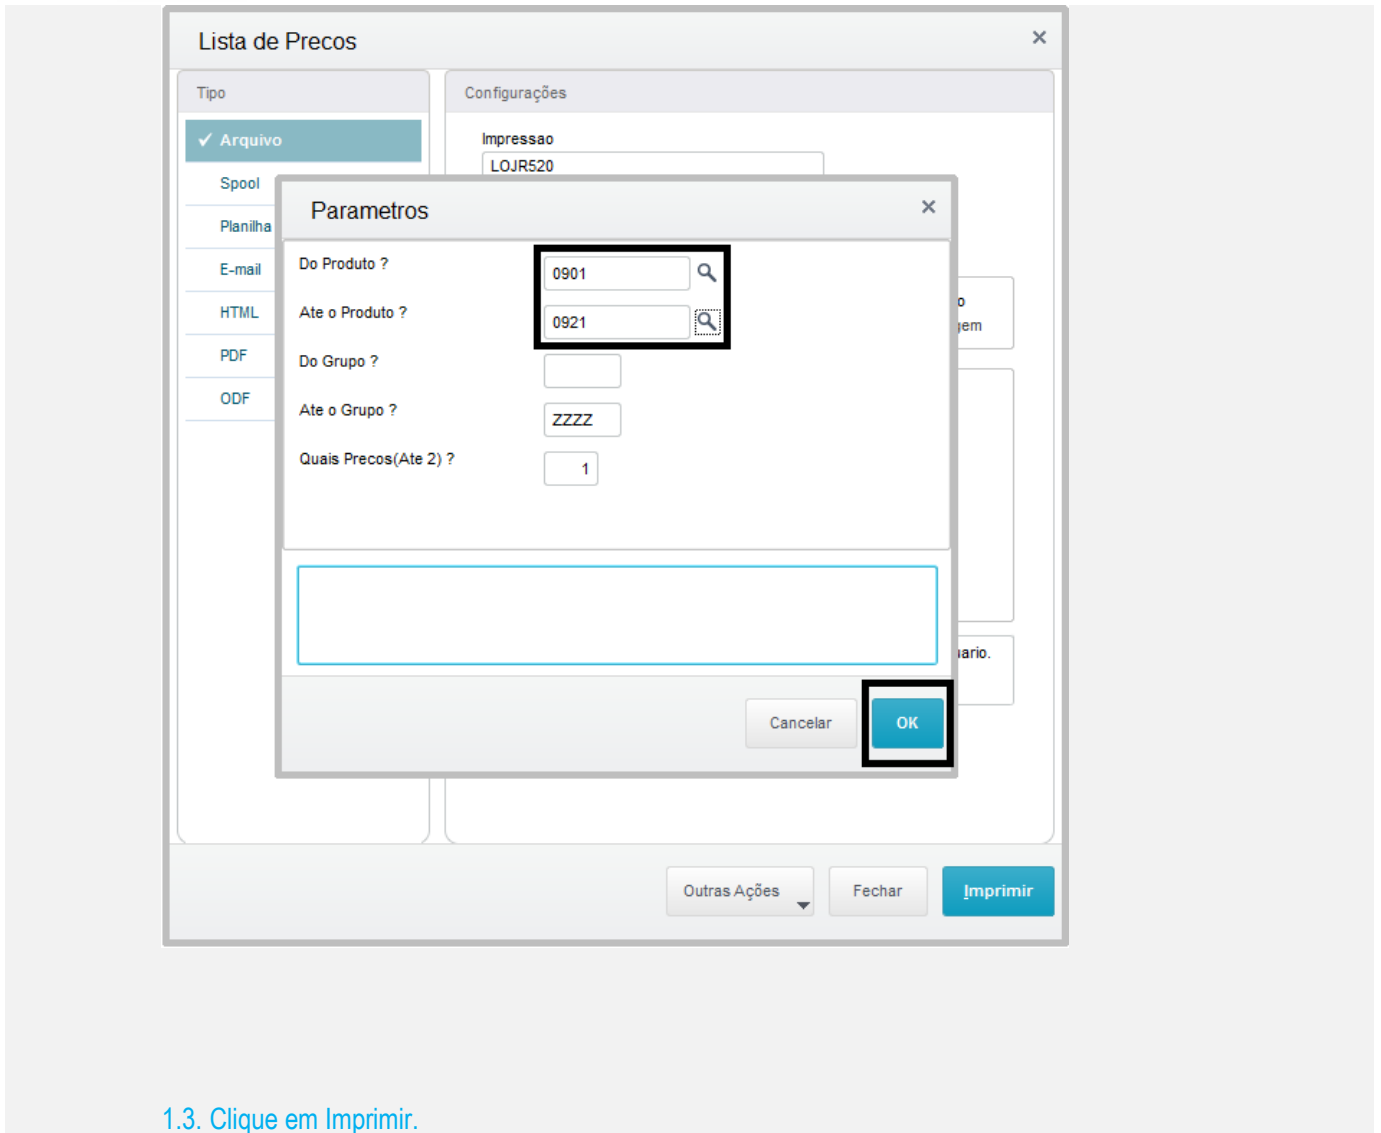 Lista de Precos
Tipo
Configurações
Arquivo
Impressao
LOJR520
Spool
Planilha
E-mail
HTML
PDF
ODF
Parametros
Do Produto ?
0901
Ate o Produto ?
0921
Do Grupo ?
Ate o Grupo ?
ZZZZ
Quais Precos(Ate 2) ?
1
Cancelar
OK
Outras Ações
Fechar
Imprimir
1.3. Clique em Imprimir.